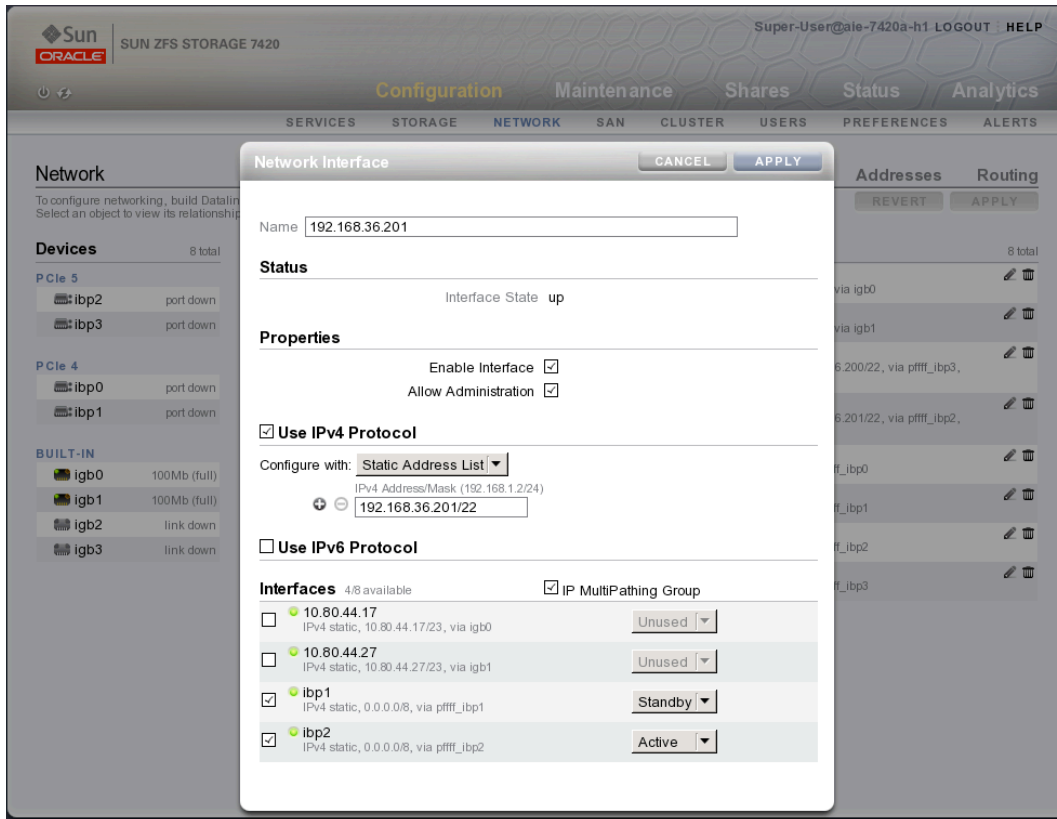 Sun
ORACLE
SUN ZFS STORAGE 7420
Super-User@aie-7420a-h1 LOGOUT HELP
Configuration Maintenance Shares Status Analytics
SERVICES STORAGE NETWORK SAN CLUSTER USERS PREFERENCES ALERTS
Network
Addresses Routing
To configure networking, build Datalin
Select an object to view its relationship
REVERT APPLY
Devices 8 total
PCIe 5
ibp2 port down
ibp3 port down
PCIe 4
ibp0 port down
ibp1 port down
BUILT-IN
igb0 100Mb (full)
igb1 100Mb (full)
igb2 link down
igb3 link down
Network Interface CANCEL APPLY
Name 192.168.36.201
Status
Interface State up
Properties
Enable Interface
Allow Administration
Use IPv4 Protocol
Configure with: Static Address List
IPv4 Address/Mask (192.168.1.2/24)
192.168.36.201/22
Use IPv6 Protocol
Interfaces 4/8 available IP MultiPathing Group
10.80.44.17
IPv4 static, 10.80.44.17/23, via igb0
Unused
10.80.44.27
IPv4 static, 10.80.44.27/23, via igb1
Unused
ibp1
IPv4 static, 0.0.0.0/8, via pffff_ibp1
Standby
ibp2
IPv4 static, 0.0.0.0/8, via pffff_ibp2
Active
8 total
via igb0
via igb1
6.200/22, via pffff_ibp3,
6.201/22, via pffff_ibp2,
ff_ibp0
ff_ibp1
ff_ibp2
ff_ibp3